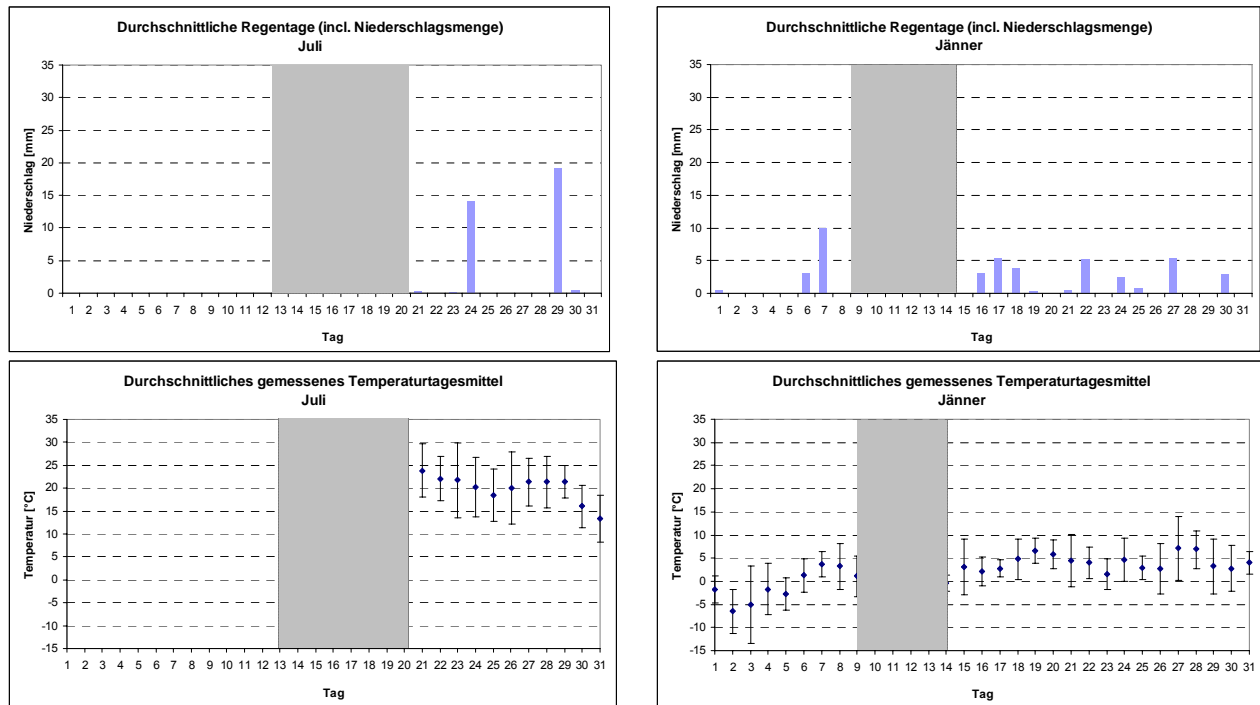 Durchschnittliche Regentage (incl. Niederschlagsmenge)
Juli
Niederschlag [mm]
35
30
25
20
15
10
5
0
1 2 3 4 5 6 7 8 9 10 11 12 13 14 15 16 17 18 19 20 21 22 23 24 25 26 27 28 29 30 31
Tag
Durchschnittliche Regentage (incl. Niederschlagsmenge)
Jänner
Niederschlag [mm]
35
30
25
20
15
10
5
0
1 2 3 4 5 6 7 8 9 10 11 12 13 14 15 16 17 18 19 20 21 22 23 24 25 26 27 28 29 30 31
Tag
Durchschnittliches gemessenes Temperaturtagesmittel
Juli
Temperatur [°C]
35
30
25
20
15
10
5
0
-5
-10
-15
1 2 3 4 5 6 7 8 9 10 11 12 13 14 15 16 17 18 19 20 21 22 23 24 25 26 27 28 29 30 31
Tag
Durchschnittliches gemessenes Temperaturtagesmittel
Jänner
Temperatur [°C]
35
30
25
20
15
10
5
0
-5
-10
-15
1 2 3 4 5 6 7 8 9 10 11 12 13 14 15 16 17 18 19 20 21 22 23 24 25 26 27 28 29 30 31
Tag